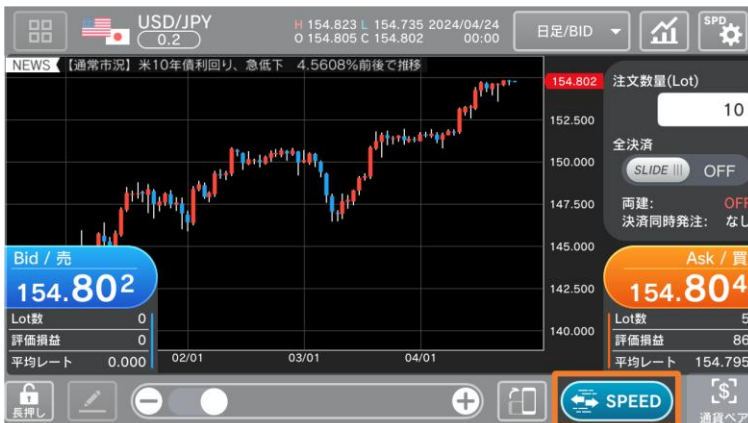 USD/JPY
0.2
H 154.823 L 154.735 2024/04/24
O 154.805 C 154.802 00:00
日足/BID
SPD
NEWS 【通常市況】米10年債利回り、急低下 4.5608%前後で推移
154.802
152.500
150.000
147.500
145.000
142.500
140.000
02/01
03/01
04/01
注文数量(Lot)
10
全決済
SLIDE OFF
両建: OFF
決済同時発注: なし
Bid / 売
154.802
Lot数 0
評価損益 0
平均レート 0.000
Ask / 買
154.804
Lot数 5
評価損益 86
平均レート 154.795
長押し
SPEED
通貨ペア